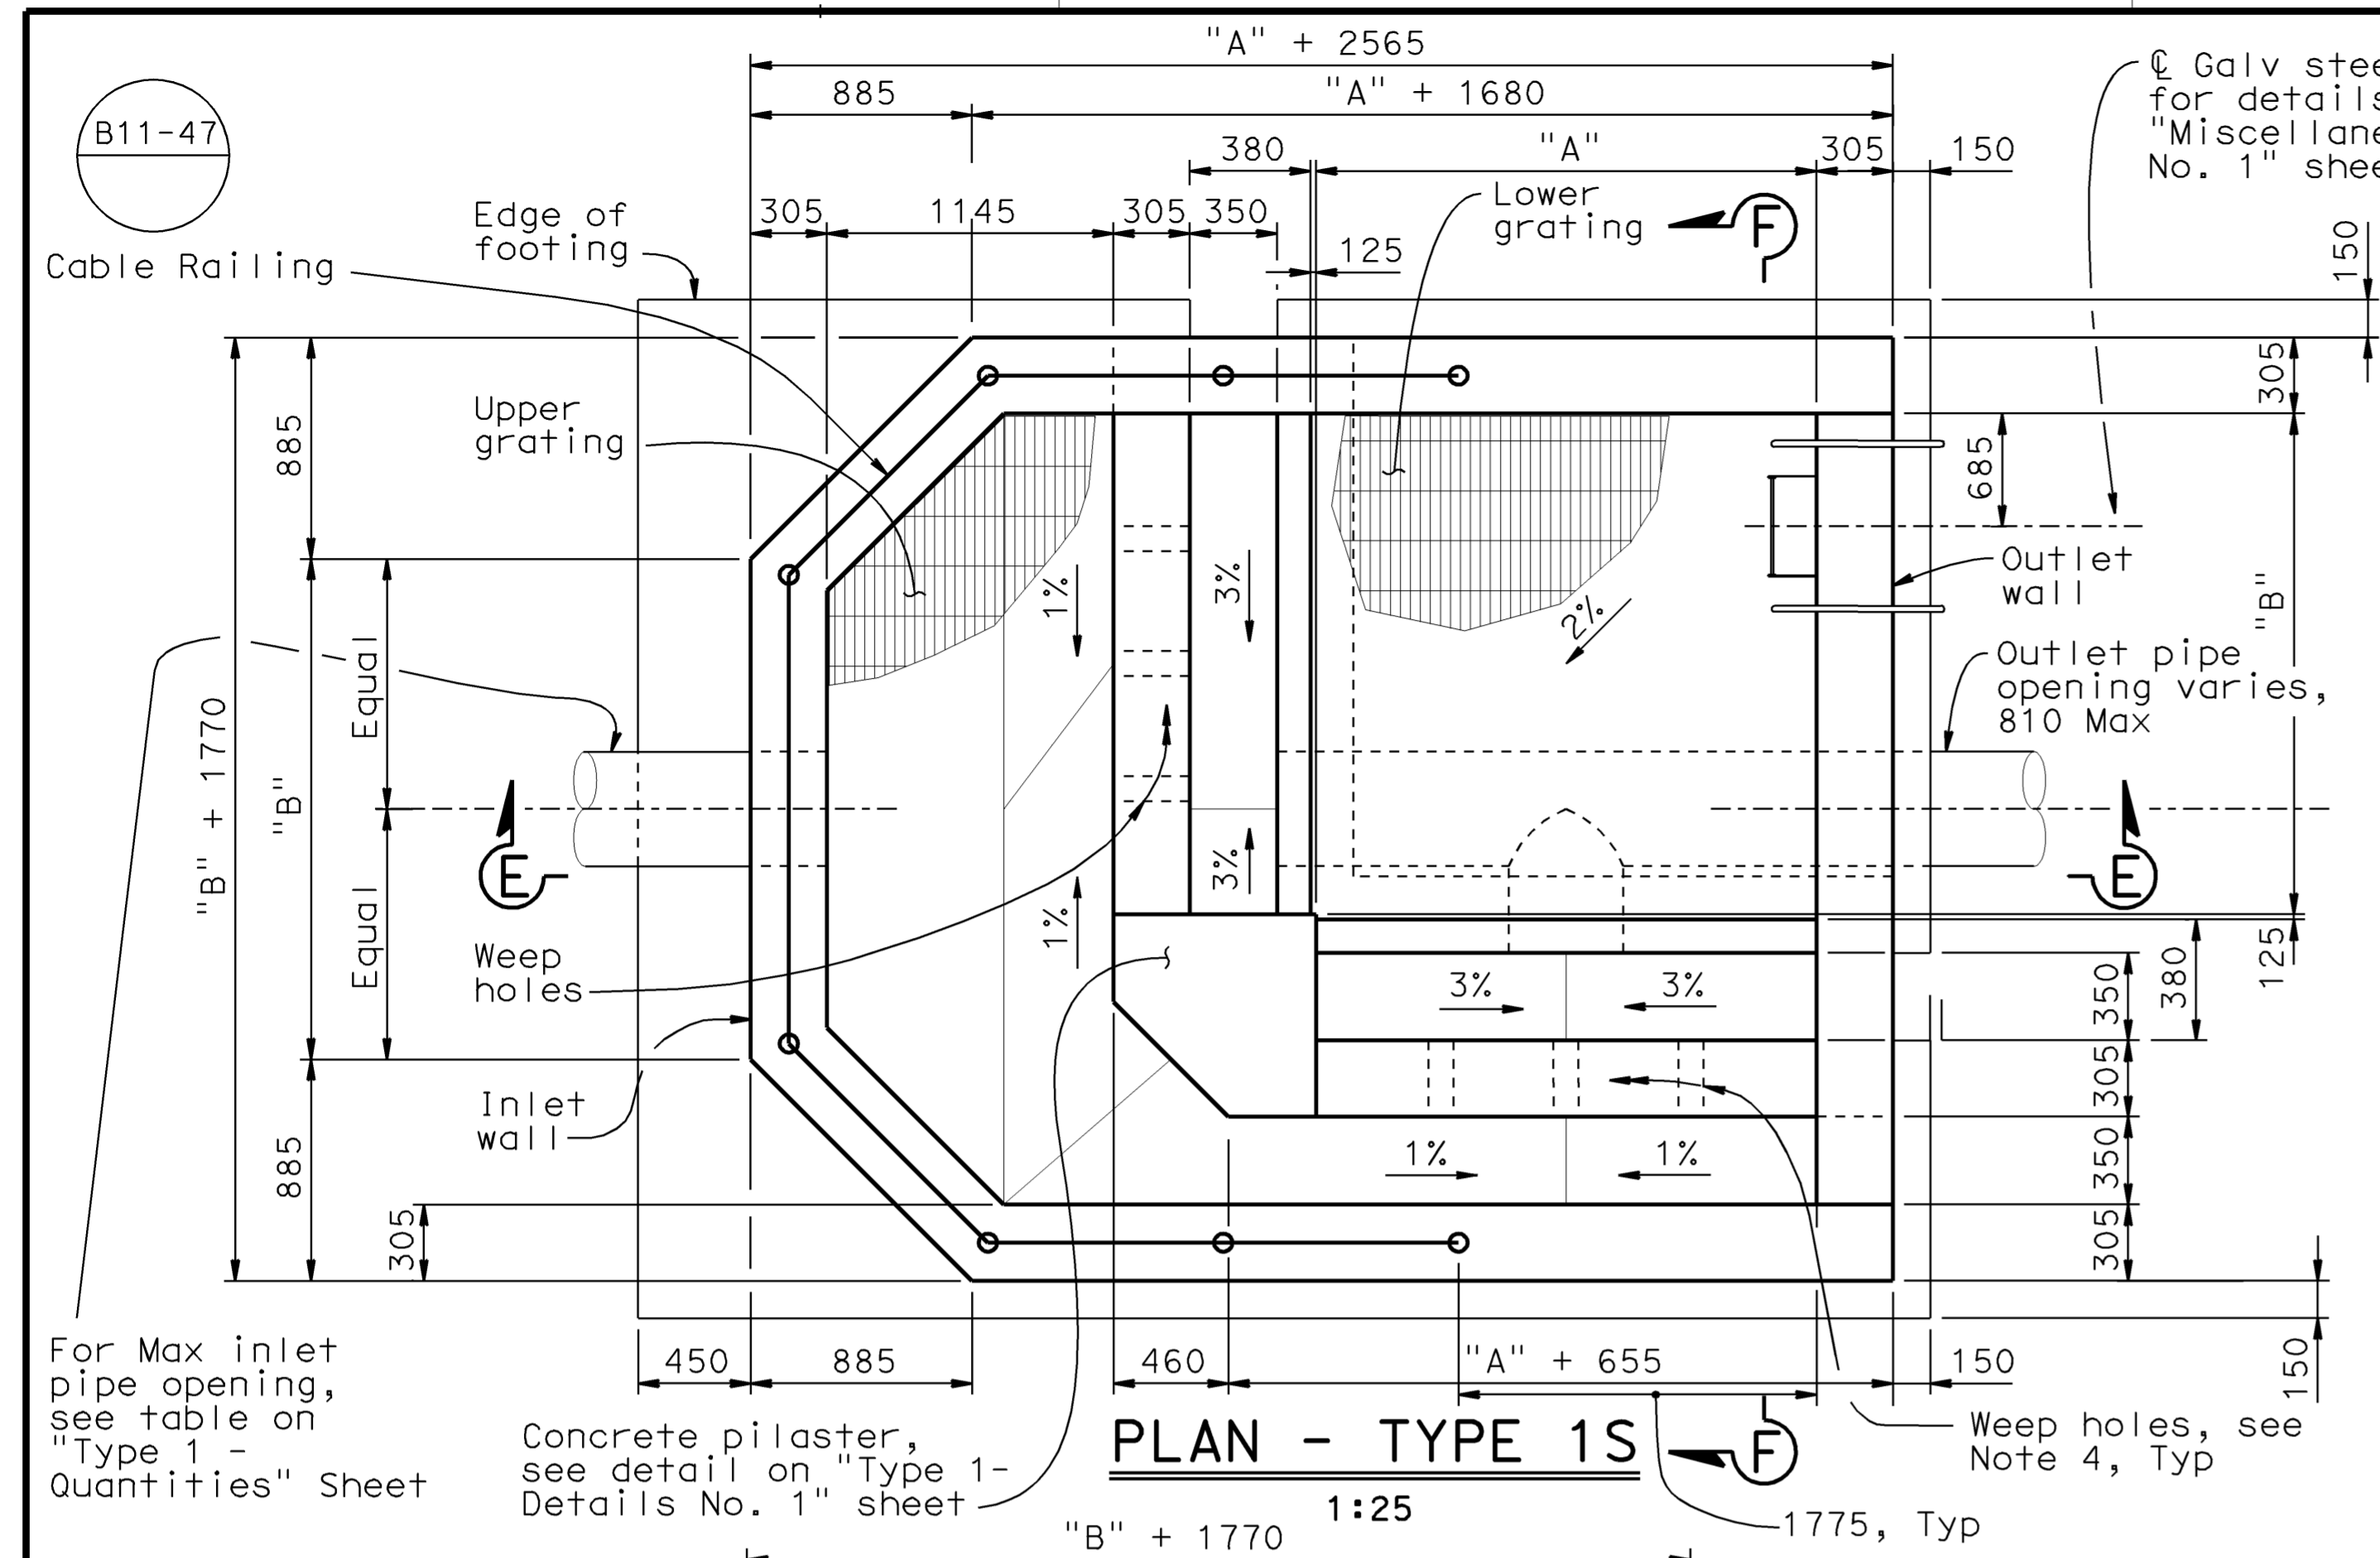 "A" + 2565
885
"A" + 1680
B11-47
380
"A"
305
150
℄ Galv
for details
No. 1"
305
1145
305
350
Lower
grating
F
125
150
Edge of
footing
Cable Railing
Upper
grating
885
305
685
1%
3%
2%
Outlet
wall
"B"
Outlet pipe
opening varies,
810 Max
"B" + 1770
"B"
Equal
Equal
E
E
3%
1%
Weep
holes
3%
3%
350
380
125
305
Inlet
wall
885
1%
1%
350
305
305
For Max inlet
pipe opening,
see table on
"Type 1 -
Quantities" Sheet
450
885
460
"A" + 655
150
150
Concrete pilaster,
see detail on "Type 1-
Details No. 1" sheet
PLAN - TYPE 1S
1:25
F
Weep holes, see
Note 4, Typ
1775, Typ
"B" + 1770